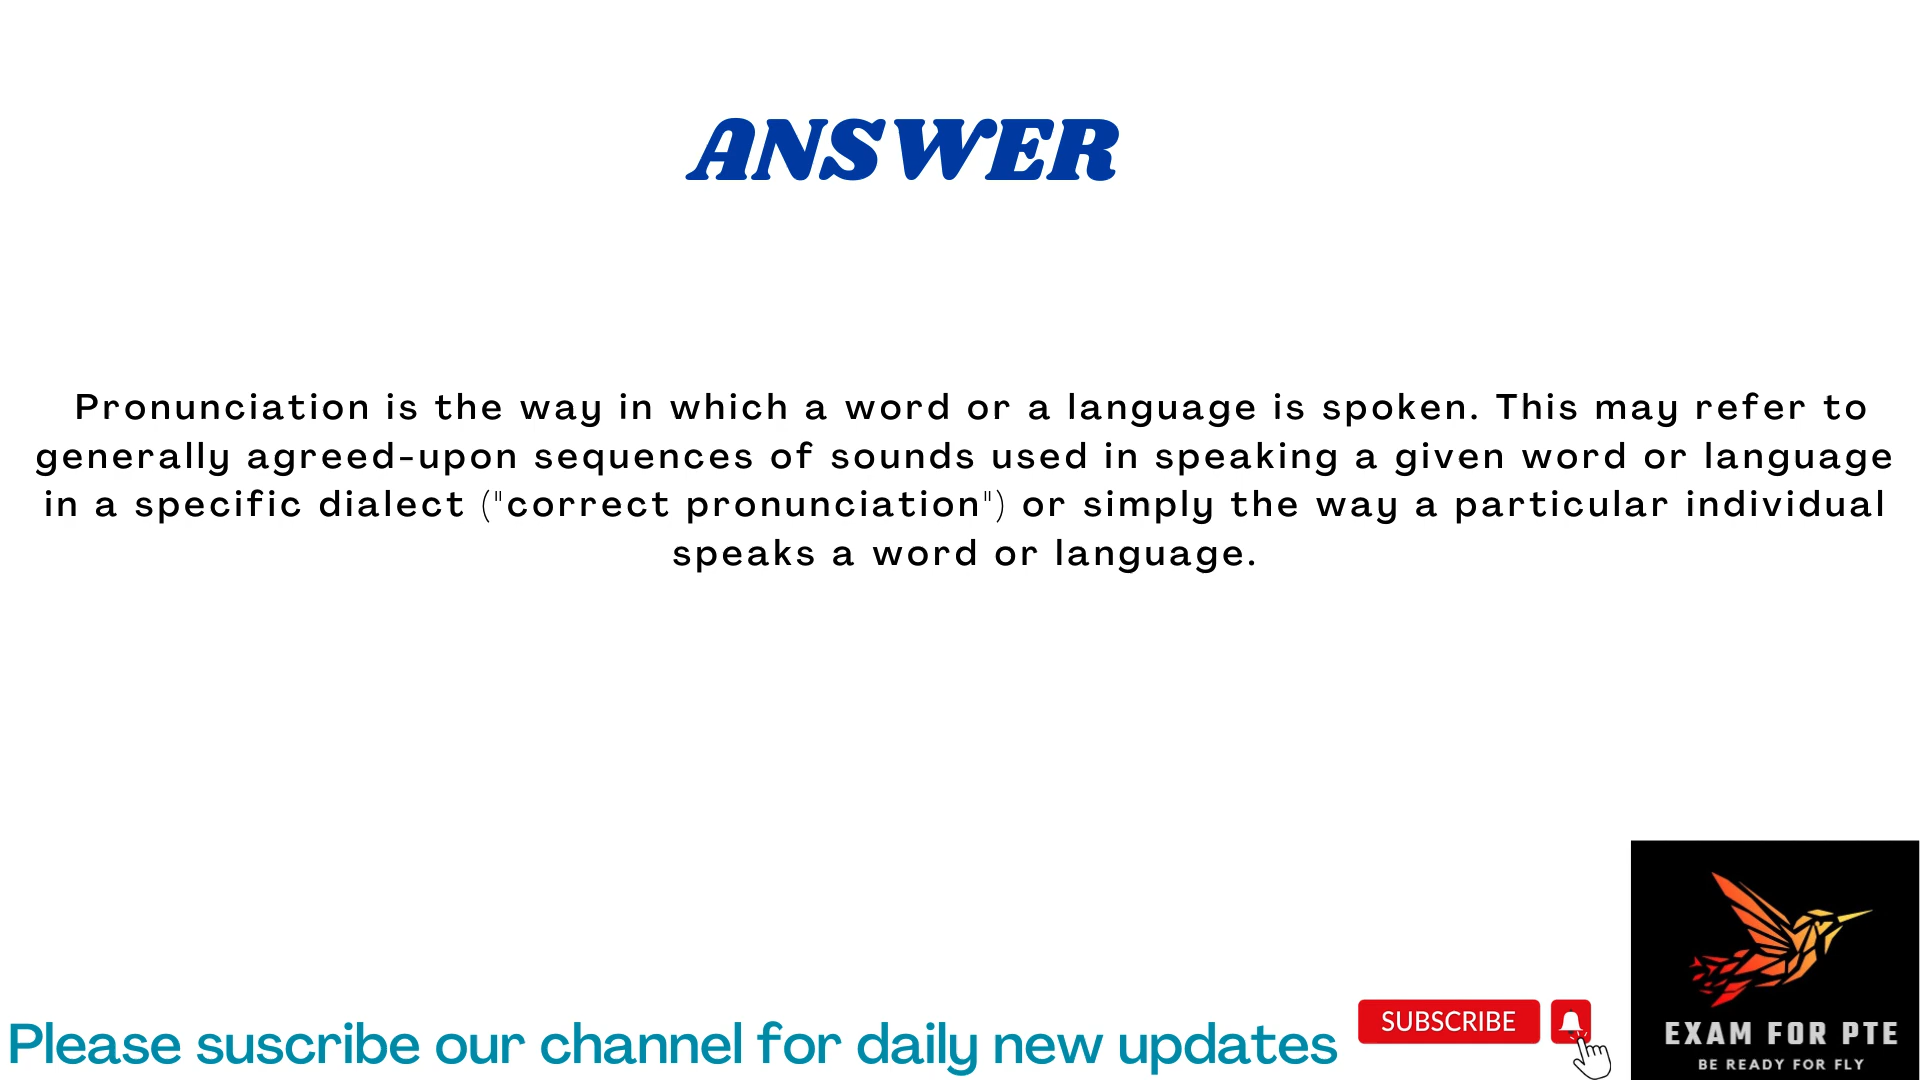 ANSWER
Pronunciation is the way in which a word or a language is spoken. This may refer to
generally agreed-upon sequences of sounds used in speaking a given word or language
in a specific dialect ("correct pronunciation") or simply the way a particular individual
speaks a word or language.
Please suscribe our channel for daily new updates
SUBSCRIBE
EXAM FOR PTE
BE READY FOR FLY